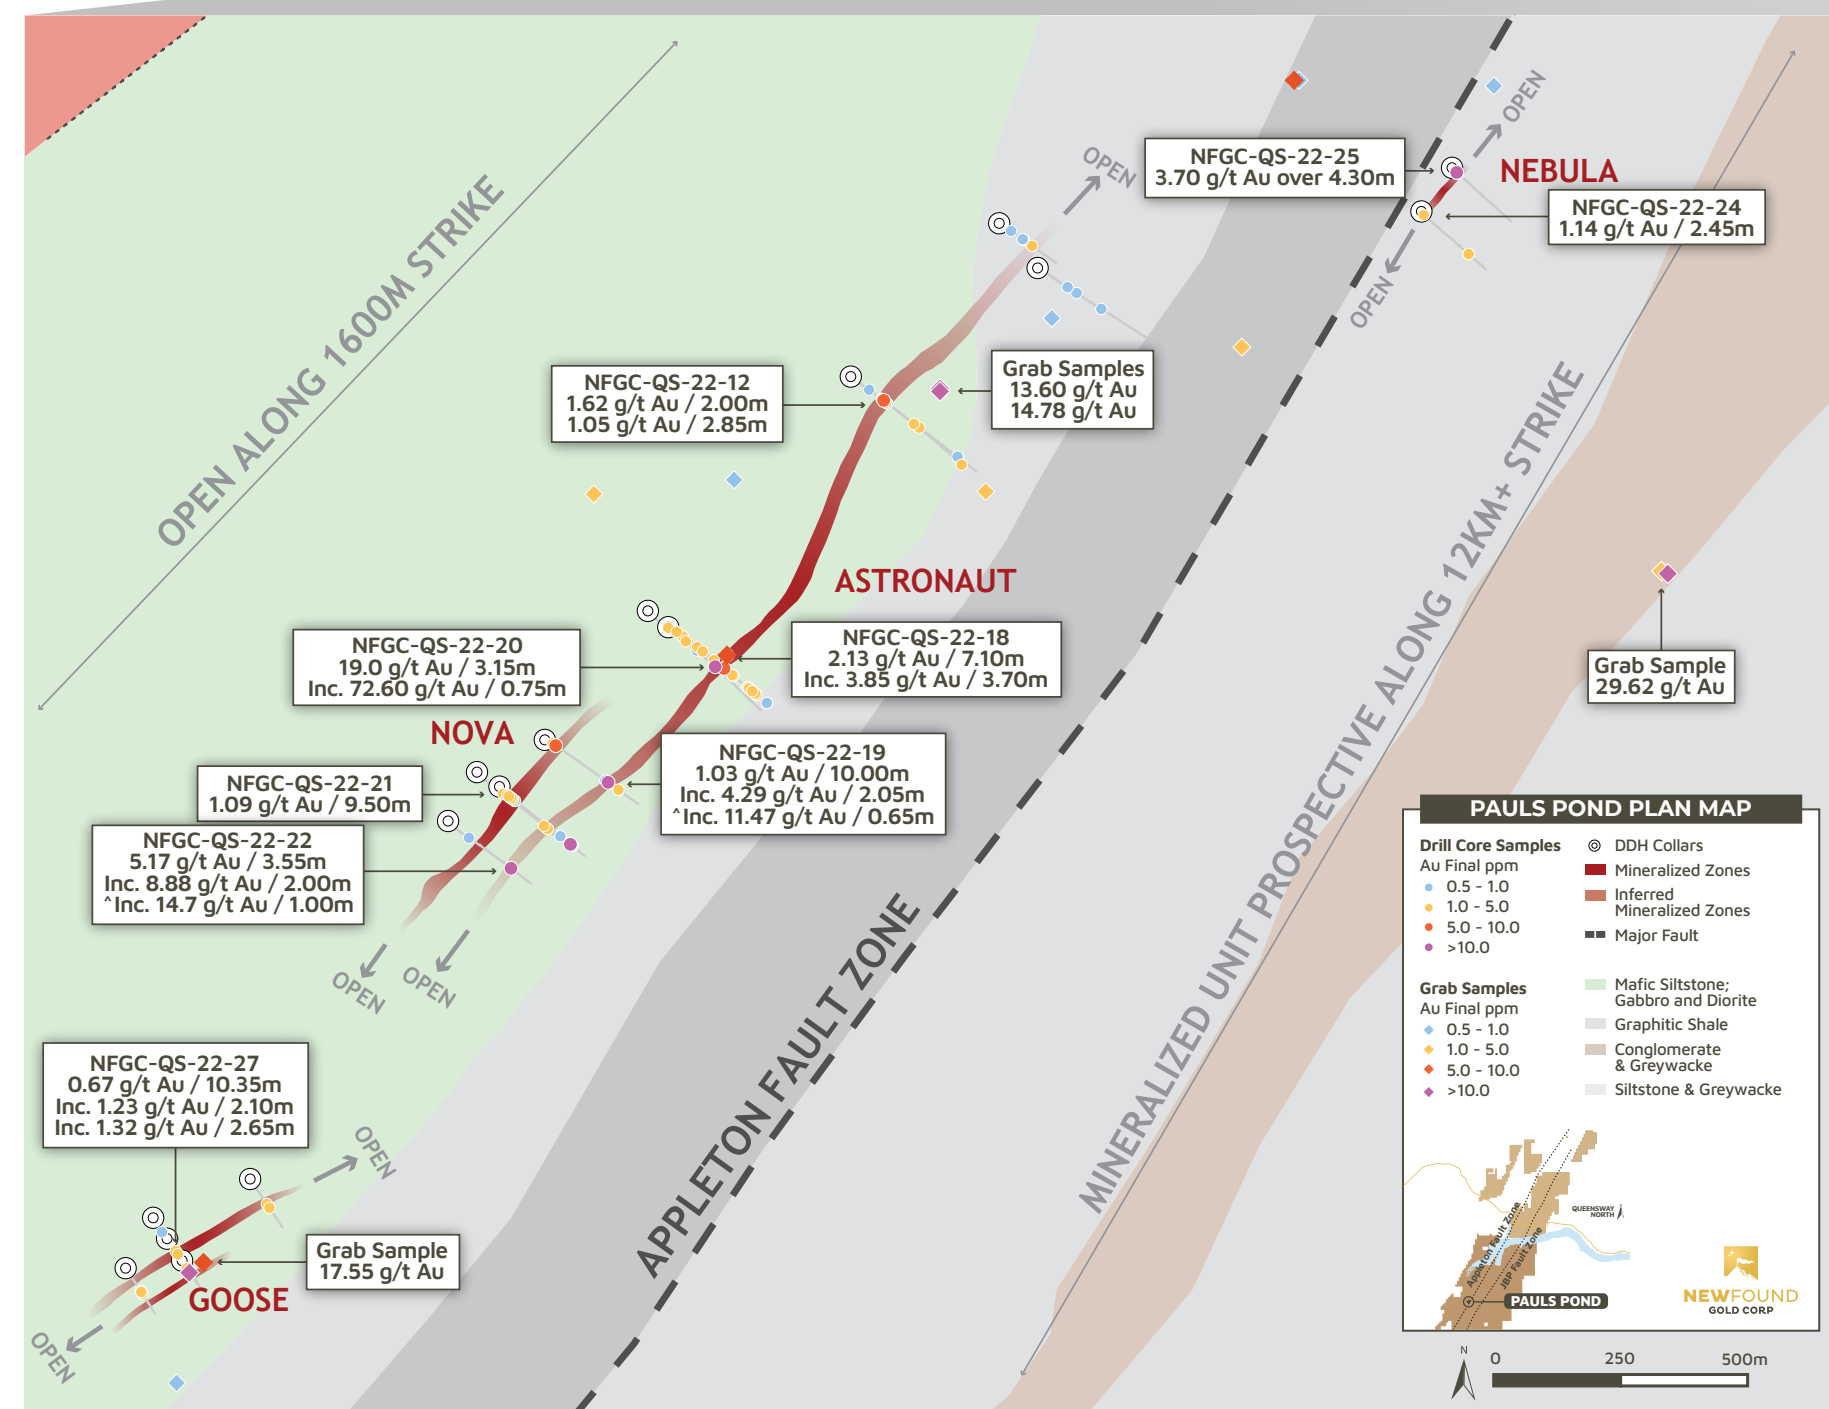 OPEN ALONG 1600M STRIKE
OPEN
OPEN
NFGC-QS-22-25
3.70 g/t Au over 4.30m
NEBULA
NFGC-QS-22-24
1.14 g/t Au / 2.45m
OPEN
NFGC-QS-22-12
1.62 g/t Au / 2.00m
1.05 g/t Au / 2.85m
Grab Samples
13.60 g/t Au
14.78 g/t Au
MINERALIZED UNIT PROSPECTIVE ALONG 12KM+ STRIKE
ASTRONAUT
NFGC-QS-22-20
19.0 g/t Au / 3.15m
Inc. 72.60 g/t Au / 0.75m
NFGC-QS-22-18
2.13 g/t Au / 7.10m
Inc. 3.85 g/t Au / 3.70m
Grab Sample
29.62 g/t Au
NOVA
NFGC-QS-22-19
1.03 g/t Au / 10.00m
Inc. 4.29 g/t Au / 2.05m
^Inc. 11.47 g/t Au / 0.65m
NFGC-QS-22-21
1.09 g/t Au / 9.50m
NFGC-QS-22-22
5.17 g/t Au / 3.55m
Inc. 8.88 g/t Au / 2.00m
^Inc. 14.7 g/t Au / 1.00m
OPEN
OPEN
APPLETON FAULT ZONE
NFGC-QS-22-27
0.67 g/t Au / 10.35m
Inc. 1.23 g/t Au / 2.10m
Inc. 1.32 g/t Au / 2.65m
OPEN
Grab Sample
17.55 g/t Au
GOOSE
OPEN
PAULS POND PLAN MAP
Drill Core Samples
Au Final ppm
0.5 - 1.0
1.0 - 5.0
5.0 - 10.0
>10.0
Grab Samples
Au Final ppm
0.5 - 1.0
1.0 - 5.0
5.0 - 10.0
>10.0
DDH Collars
Mineralized Zones
Inferred
Mineralized Zones
Major Fault
Mafic Siltstone;
Gabbro and Diorite
Graphitic Shale
Conglomerate
& Greywacke
Siltstone & Greywacke
QUEENSWAY
NORTH
Appleton Fault Zone
JBP Fault Zone
PAULS POND
NEWFOUND
GOLD CORP
N
0 250 500m